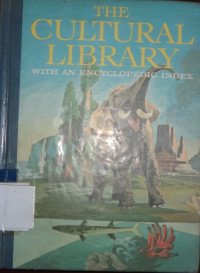 THE
CULTURAL
LIBRARY
WITH AN ENCYCLOPEDIC INDEX